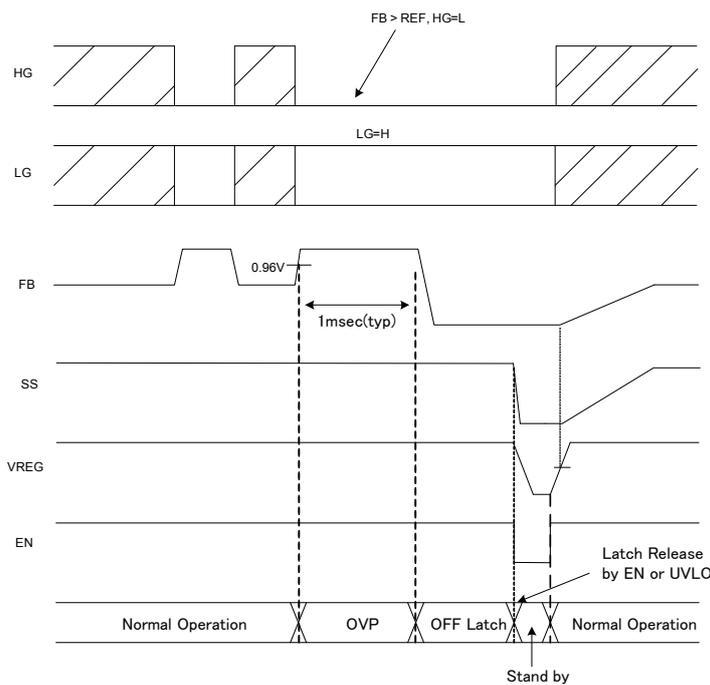 FB > REF, HG=L
HG
LG=H
LG
0.96V
FB
1msec(typ)
SS
VREG
EN
Latch Release
by EN or UVLO
Normal Operation
OVP
OFF Latch
Normal Operation
Stand by